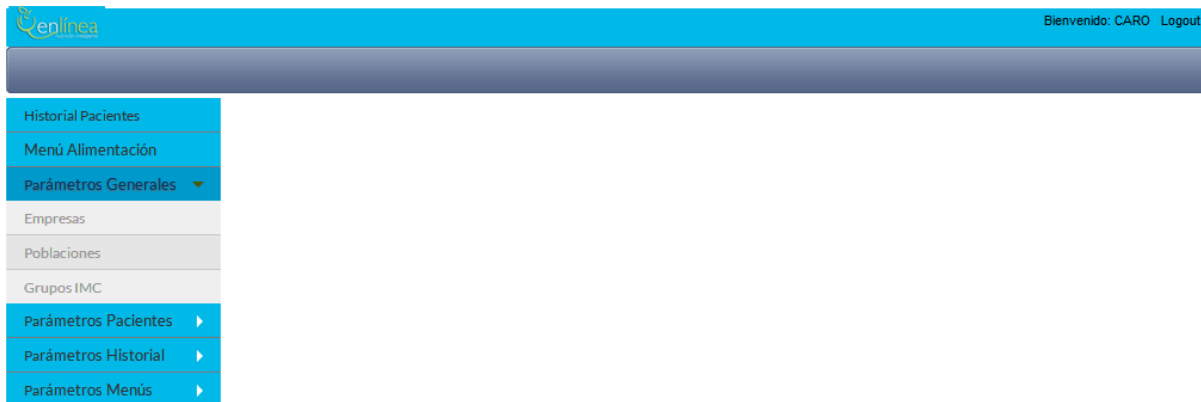 enlínea
Bienvenido: CARO Logout
Historial Pacientes
Menú Alimentación
Parámetros Generales
Empresas
Poblaciones
Grupos IMC
Parámetros Pacientes
Parámetros Historial
Parámetros Menús